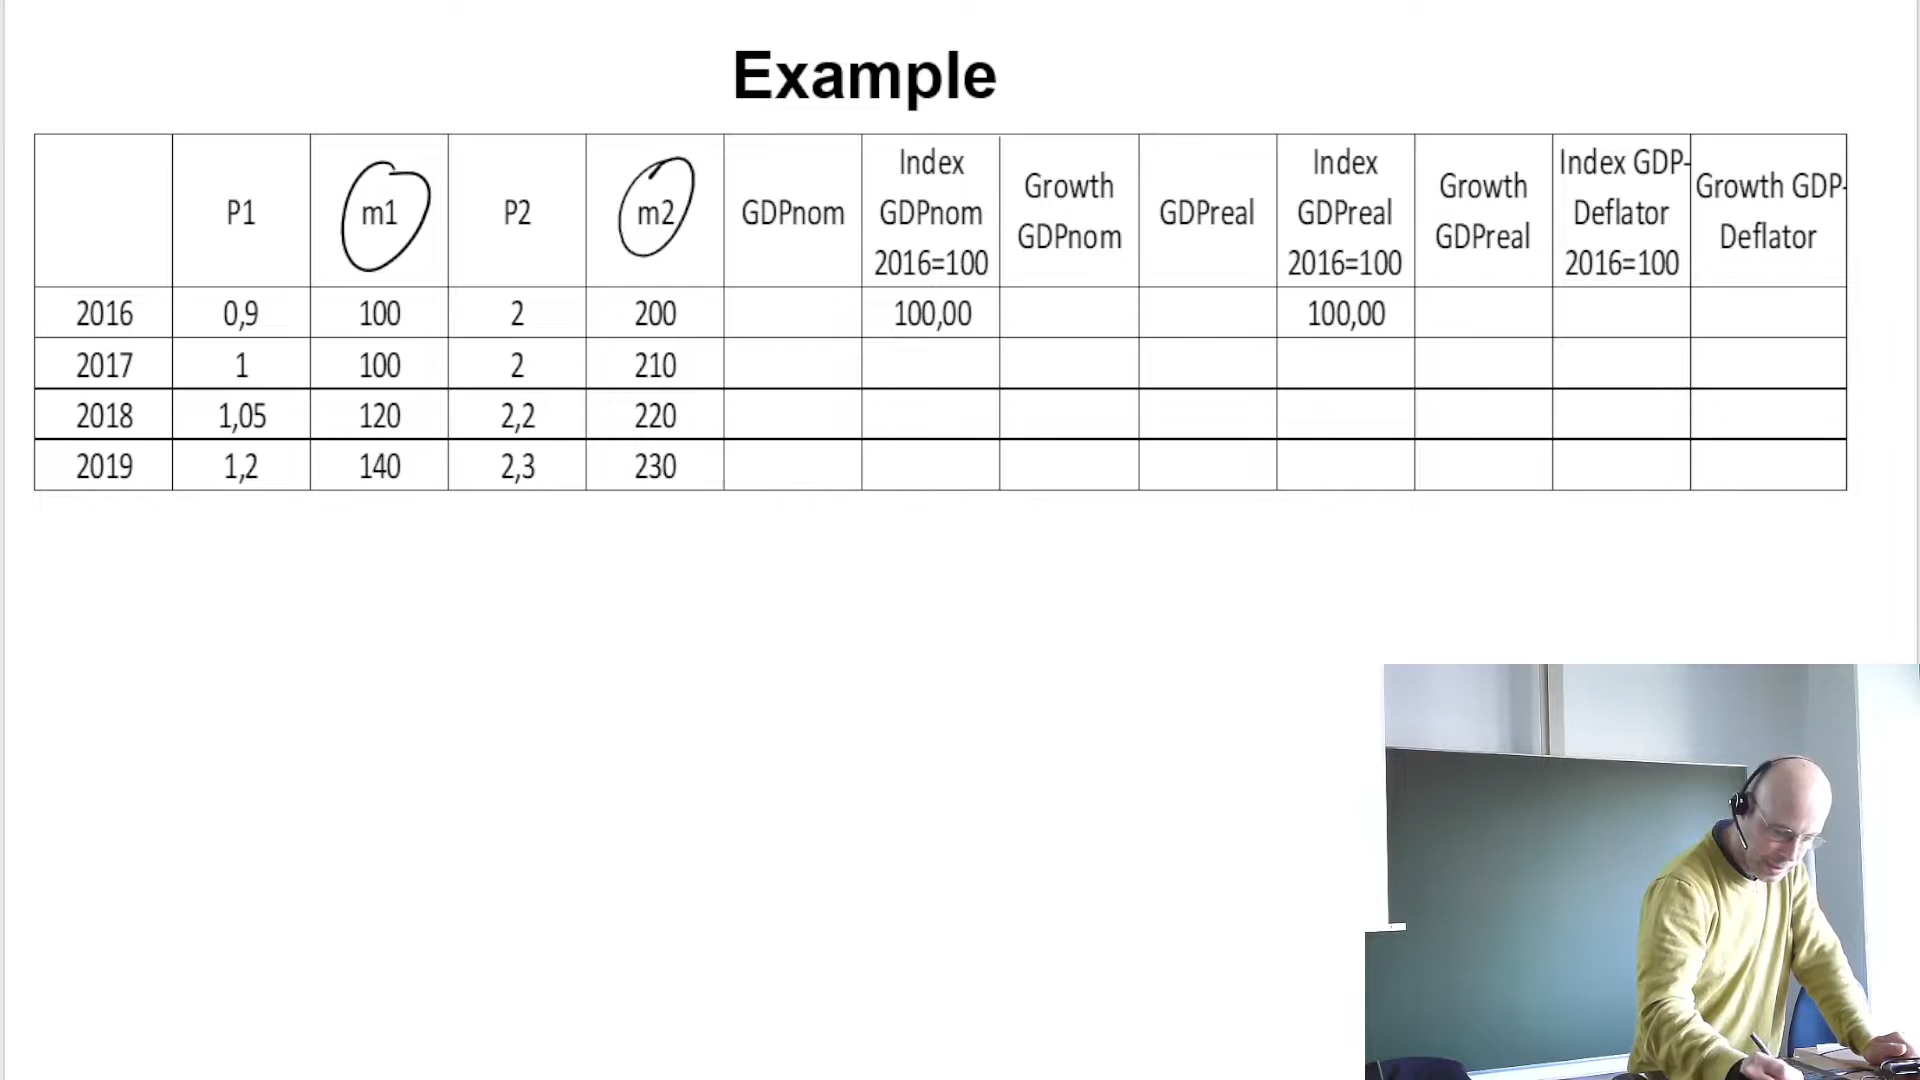 Example
P1 m1 P2 m2 GDPnom Index GDPnom 2016=100 Growth GDPnom GDPreal Index GDPreal 2016=100 Growth GDPreal Index GDP-Deflator 2016=100 Growth GDP-Deflator
2016 0,9 100 2 200 100,00 100,00
2017 1 100 2 210
2018 1,05 120 2,2 220
2019 1,2 140 2,3 230